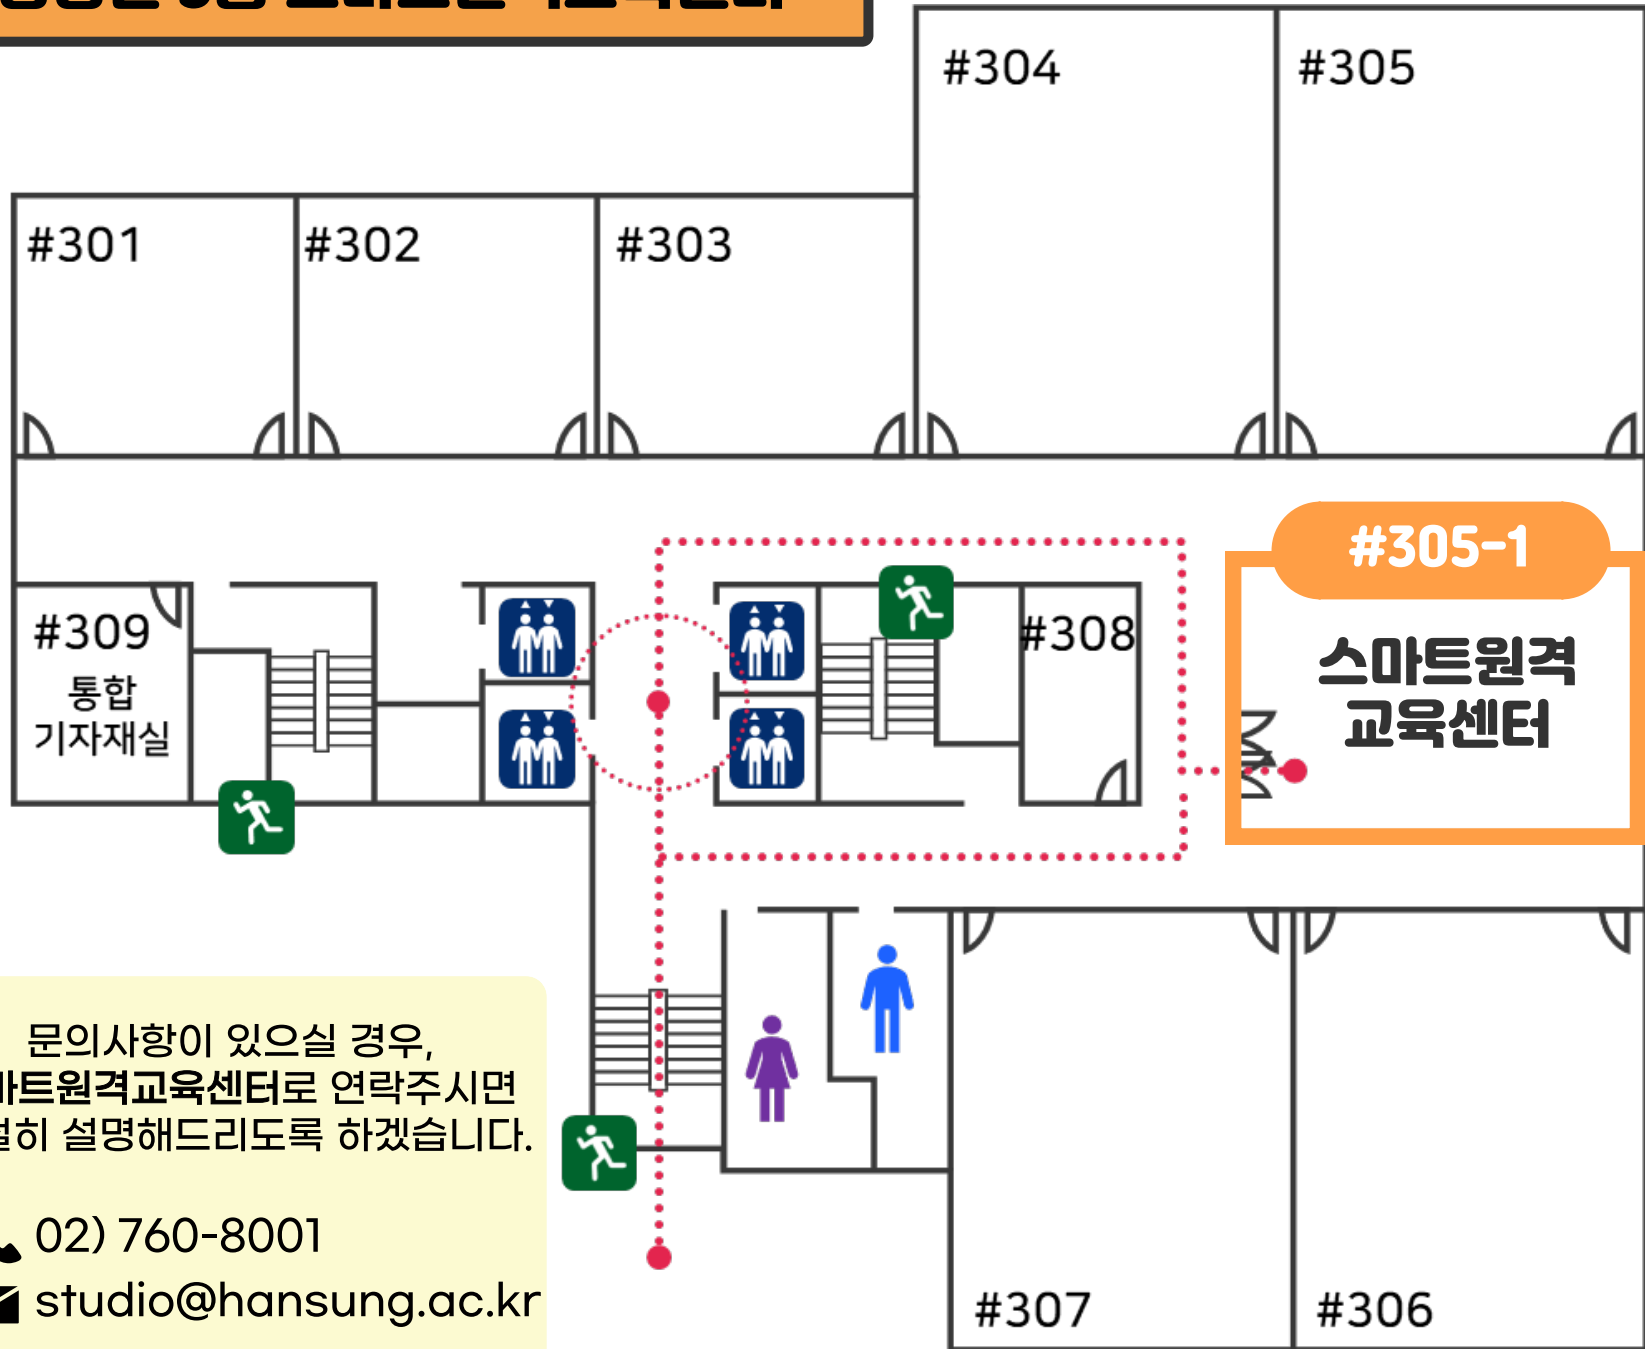 #304
#305
#301
#302
#303
#305-1
스마트원격
교육센터
#309
통합
기자재실
#308
문의사항이 있으실 경우,
마트원격교육센터로 연락주시면
히 설명해드리도록 하겠습니다.
02) 760-8001
studio@hansung.ac.kr
#307
#306